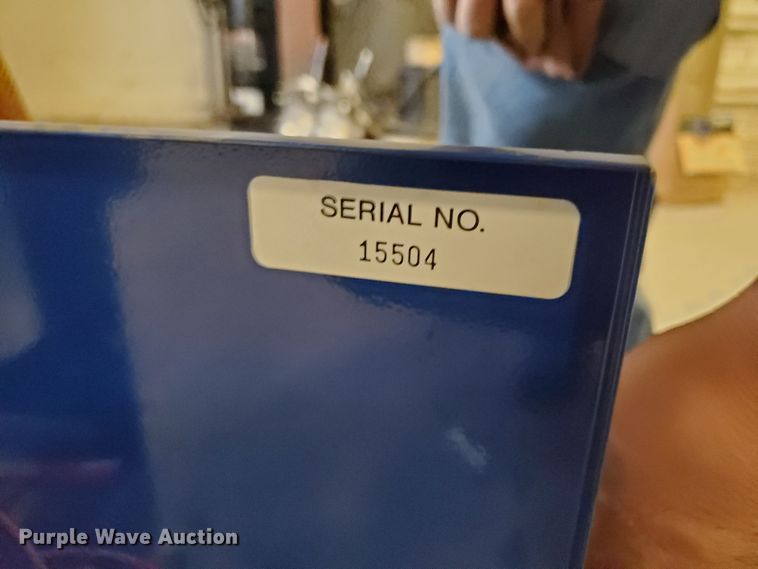 SERIAL NO.
15504
Purple Wave Auction